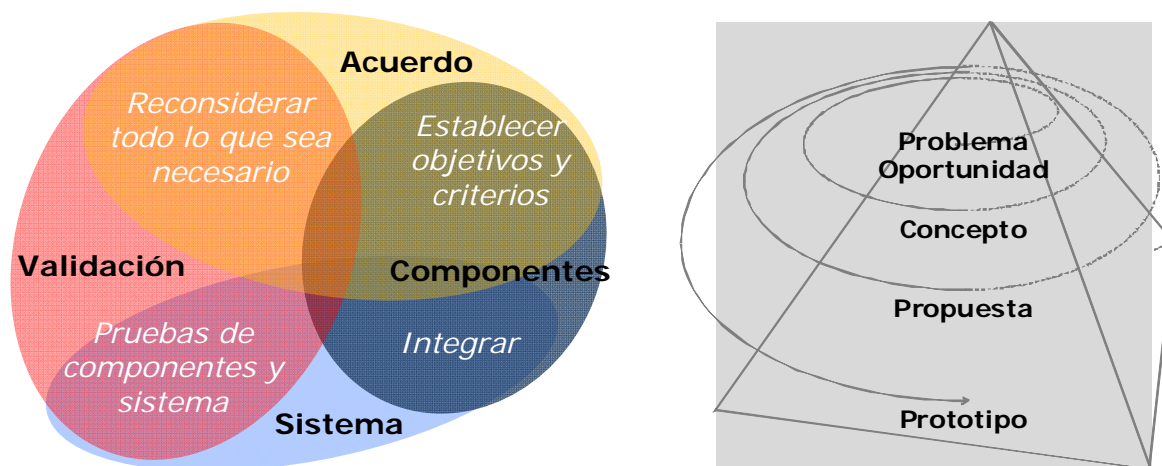 Acuerdo
Reconsiderar
todo lo que sea
necesario
Establecer
objetivos y
criterios
Validación
Componentes
Pruebas de
componentes y
sistema
Integrar
Sistema
Problema
Oportunidad
Concepto
Propuesta
Prototipo